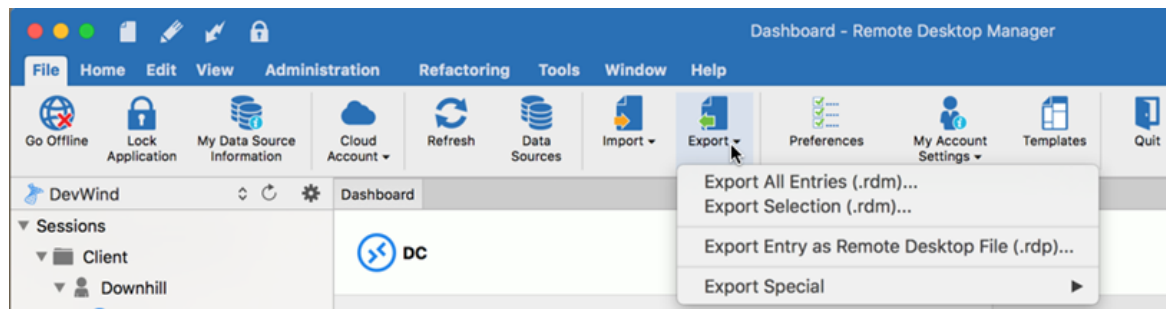 Dashboard - Remote Desktop Manager
File Home Edit View Administration Refactoring Tools Window Help
Go Offline
Lock
Application
My Data Source
Information
Cloud
Account
Refresh
Data
Sources
Import
Export
Preferences
My Account
Settings
Templates
Quit
DevWind
Dashboard
Export All Entries (.rdm)...
Export Selection (.rdm)...
Export Entry as Remote Desktop File (.rdp)...
Export Special
Sessions
Client
Downhill
DC